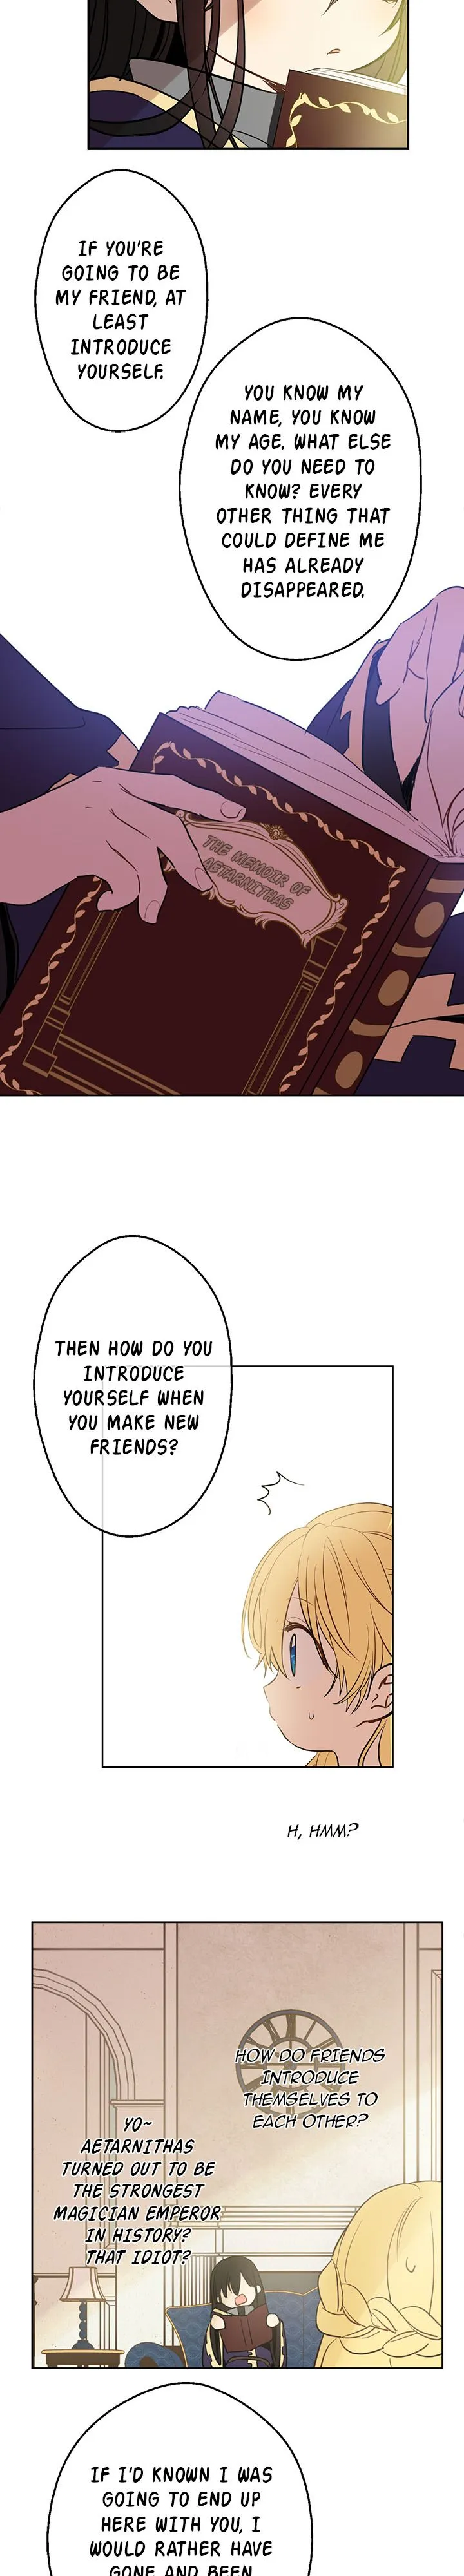 IF YOU'RE
GOING TO BE
MY FRIEND, AT
LEAST
INTRODUCE
YOURSELF.
YOU KNOW MY
NAME, YOU KNOW
MY AGE. WHAT ELSE
DO YOU NEED TO
KNOW? EVERY
OTHER THING THAT
COULD DEFINE ME
HAS ALREADY
DISAPPEARED.
THE MEMOIR OF
AETARNITHAS
THEN HOW DO YOU
INTRODUCE
YOURSELF WHEN
YOU MAKE NEW
FRIENDS?
H, HMM?
HOW DO FRIENDS
INTRODUCE
THEMSELVES TO
EACH OTHER?
YO~
AETARNITHAS
TURNED OUT TO BE
THE STRONGEST
MAGICIAN EMPEROR
IN HISTORY?
THAT IDIOT?
IF I'D KNOWN I WAS
GOING TO END UP
HERE WITH YOU, I
WOULD RATHER HAVE
GONE AND BEEN